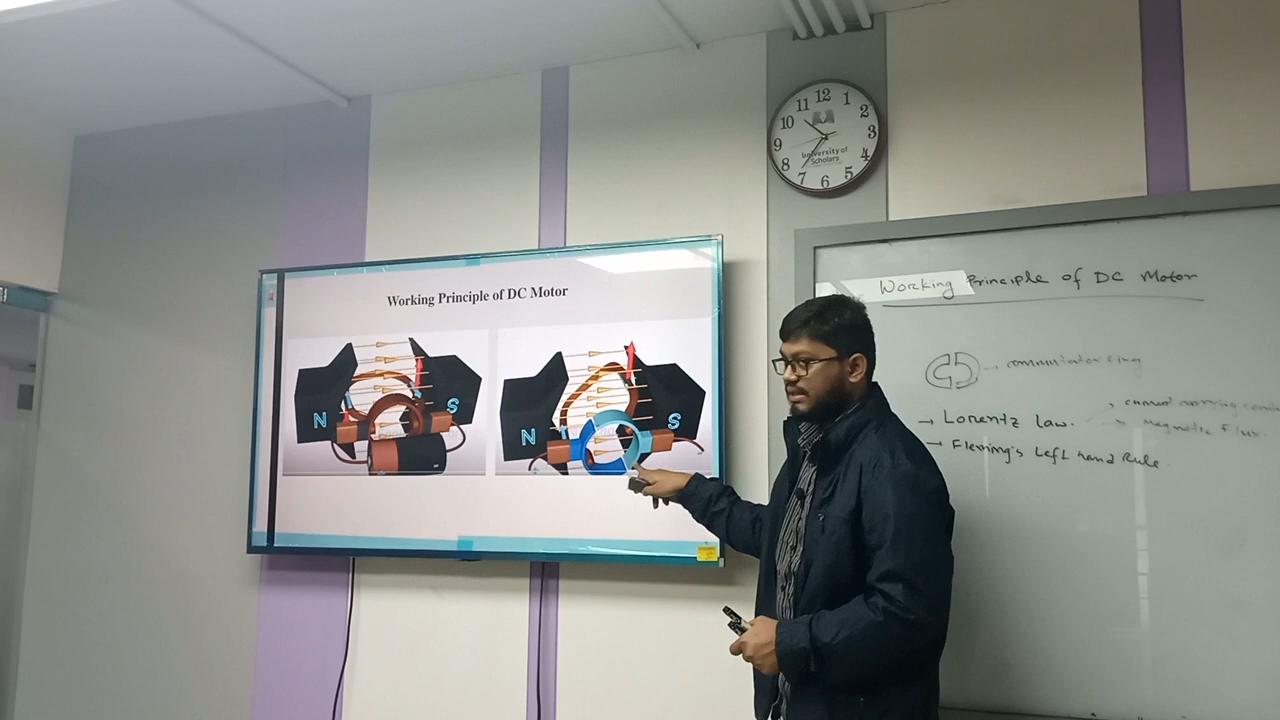 12
11 1
10 2
9 3
8 4
7 5
6
University of
Scholars
Working Principle of DC Motor
N
S
N
S
Working Principle of DC Motor
→ commutator ring
→ Lorentz law.
magnetic flux
→ Fleming's Left hand Rule